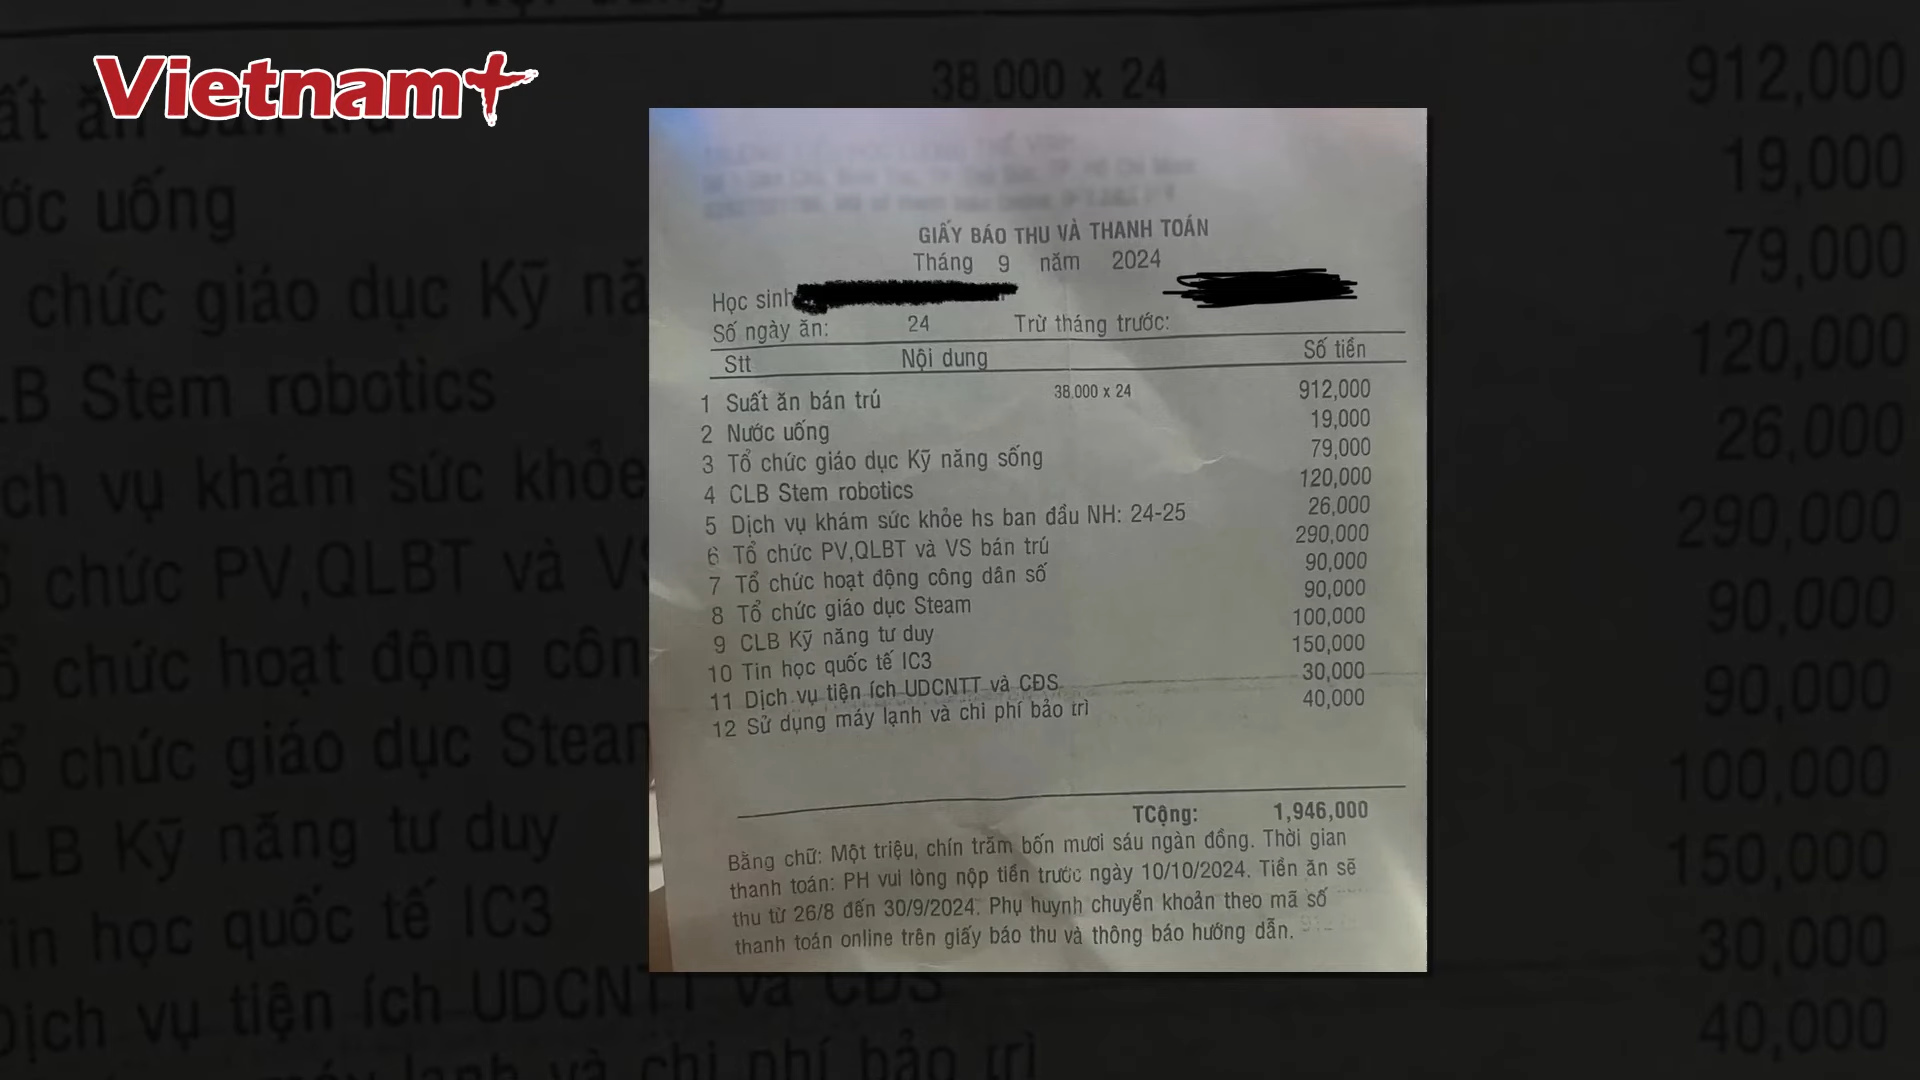 Vietnam+
GIẤY BÁO THU VÀ THANH TOÁN
Tháng 9 năm 2024
Học sinh
Số ngày ăn: 24 Trừ tháng trước:
Stt Nội dung Số tiền
1 Suất ăn bán trú 38.000 x 24 912,000
2 Nước uống 19,000
3 Tổ chức giáo dục Kỹ năng sống 79,000
4 CLB Stem robotics 120,000
5 Dịch vụ khám sức khỏe hs ban đầu NH: 24-25 26,000
6 Tổ chức PV,QLBT và VS bán trú 290,000
7 Tổ chức hoạt động công dân số 90,000
8 Tổ chức giáo dục Steam 90,000
9 CLB Kỹ năng tư duy 100,000
10 Tin học quốc tế IC3 150,000
11 Dịch vụ tiện ích UDCNTT và CĐS 30,000
12 Sử dụng máy lạnh và chi phí bảo trì 40,000
TCộng: 1,946,000
Bằng chữ: Một triệu, chín trăm bốn mươi sáu ngàn đồng. Thời gian
thanh toán: PH vui lòng nộp tiền trước ngày 10/10/2024. Tiền ăn sẽ
thu từ 26/8 đến 30/9/2024. Phụ huynh chuyển khoản theo mã số
thanh toán online trên giấy báo thu và thông báo hướng dẫn.